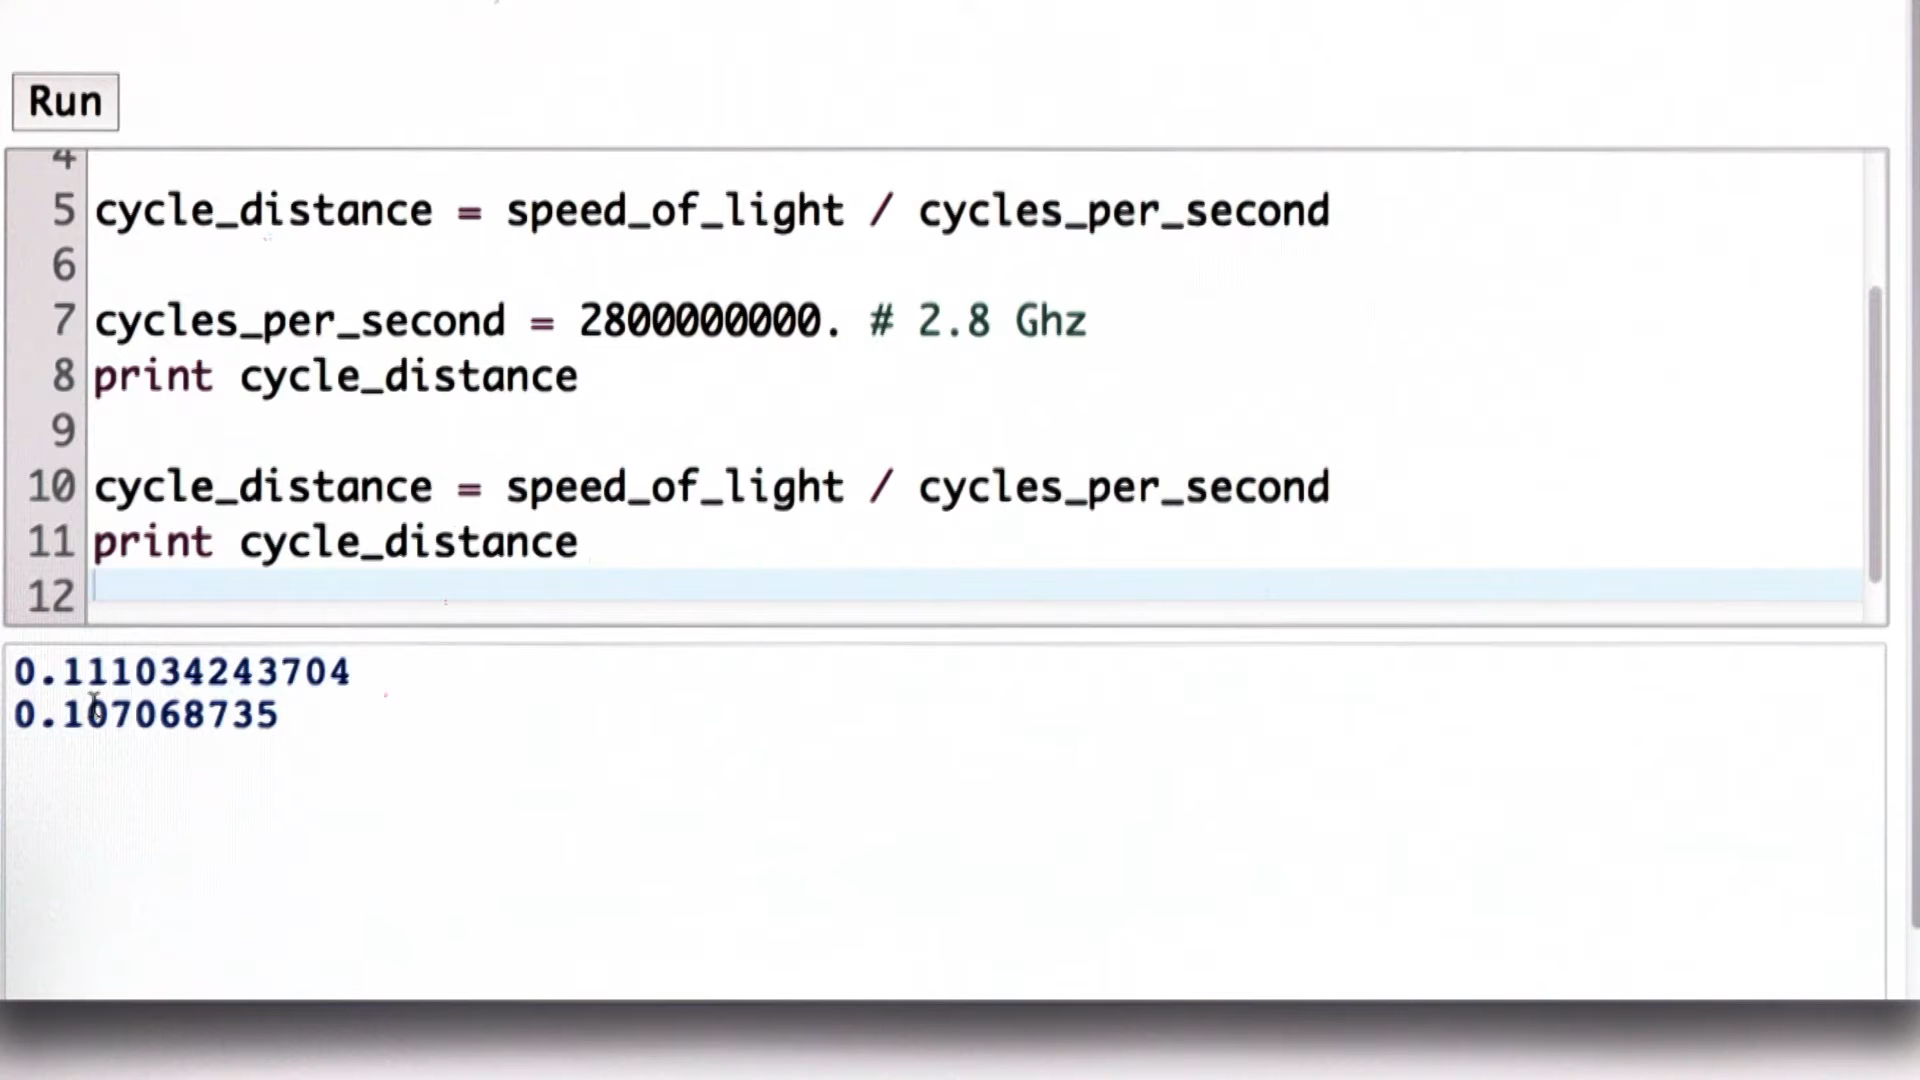 Run
4
5 cycle_distance = speed_of_light / cycles_per_second
6
7 cycles_per_second = 2800000000. # 2.8 Ghz
8 print cycle_distance
9
10 cycle_distance = speed_of_light / cycles_per_second
11 print cycle_distance
12
0.111034243704
0.107068735